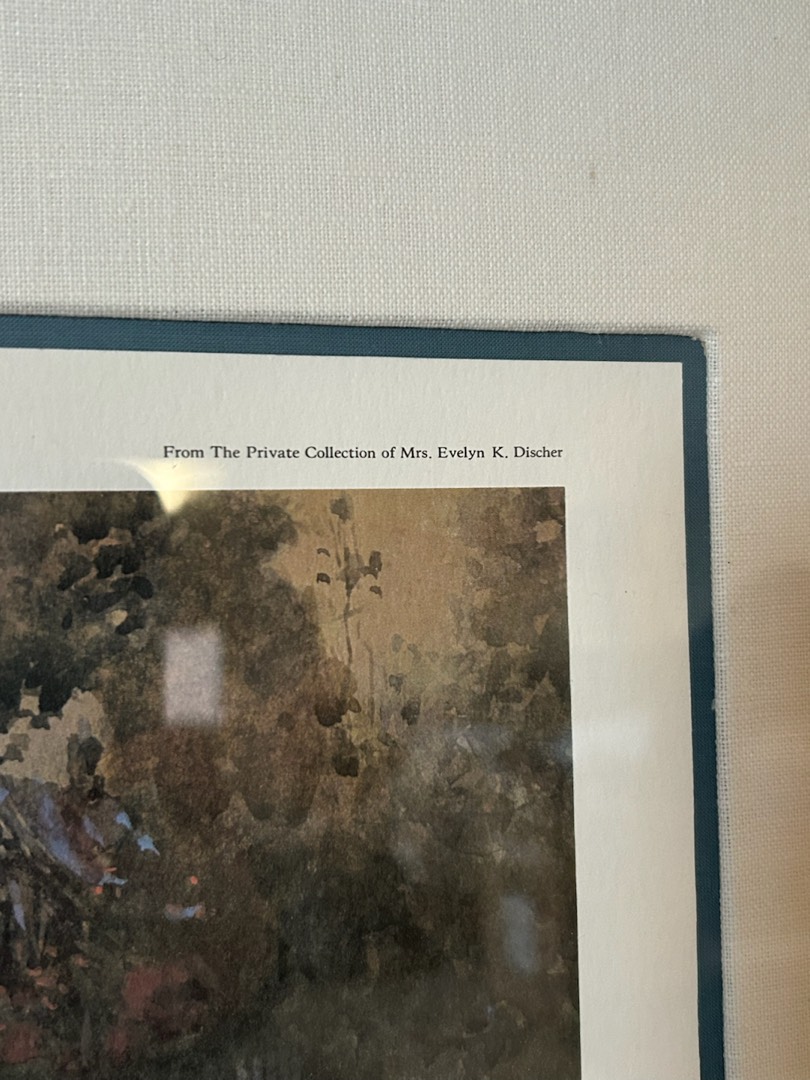 From The Private Collection of Mrs. Evelyn K. Discher